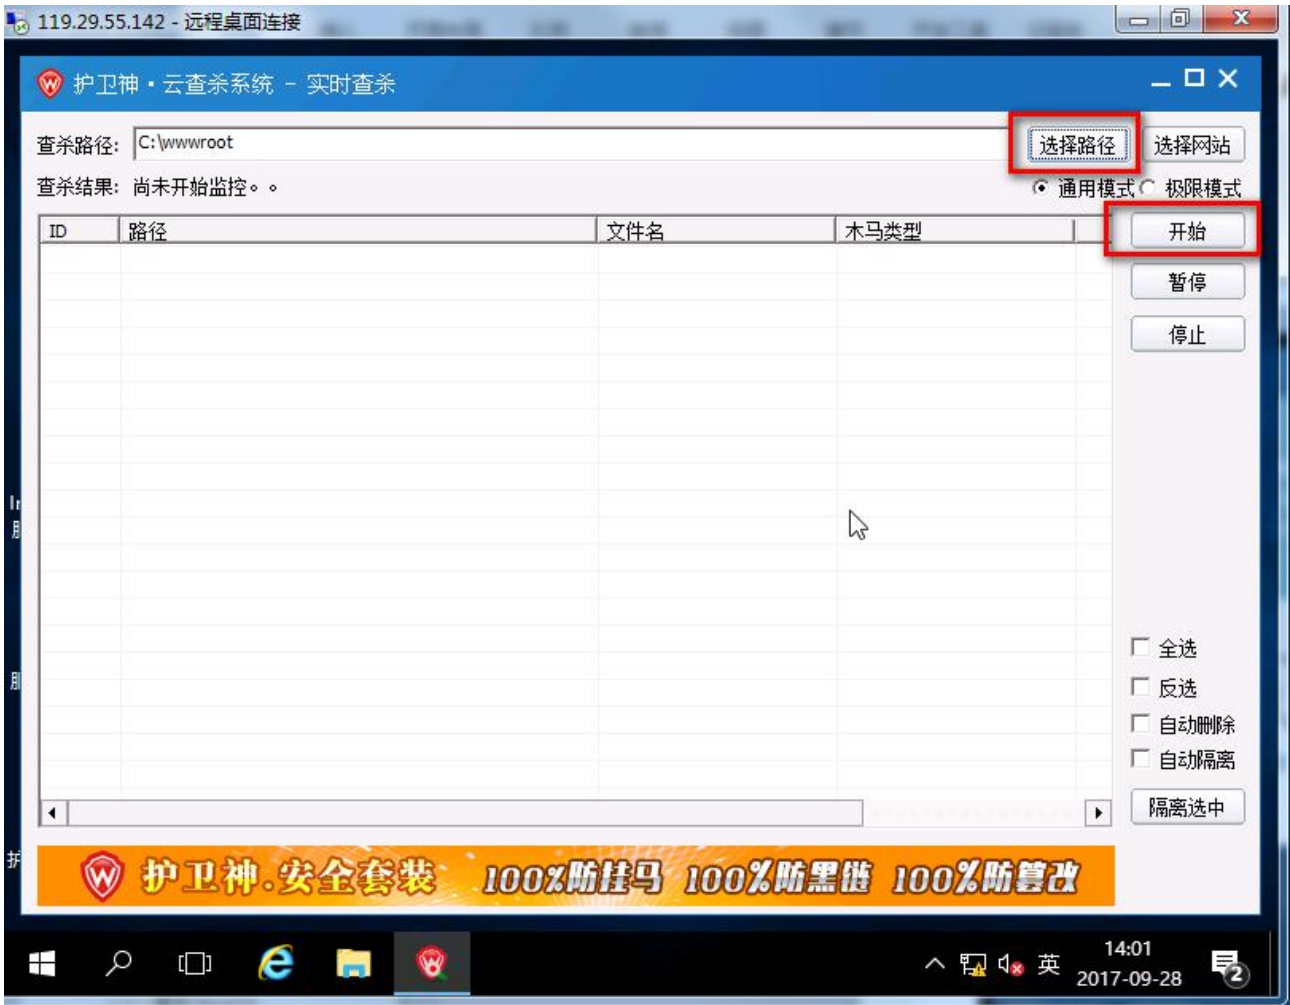 119.29.55.142 - 远程桌面连接
护卫神·云查杀系统 - 实时查杀
查杀路径: C:\wwwroot 选择路径 选择网站
查杀结果: 尚未开始监控。。 通用模式 极限模式
ID 路径 文件名 木马类型 开始
暂停
停止
全选
反选
自动删除
自动隔离
隔离选中
护卫神.安全套装 100%防挂马 100%防黑链 100%防篡改
英 14:01
2017-09-28 2